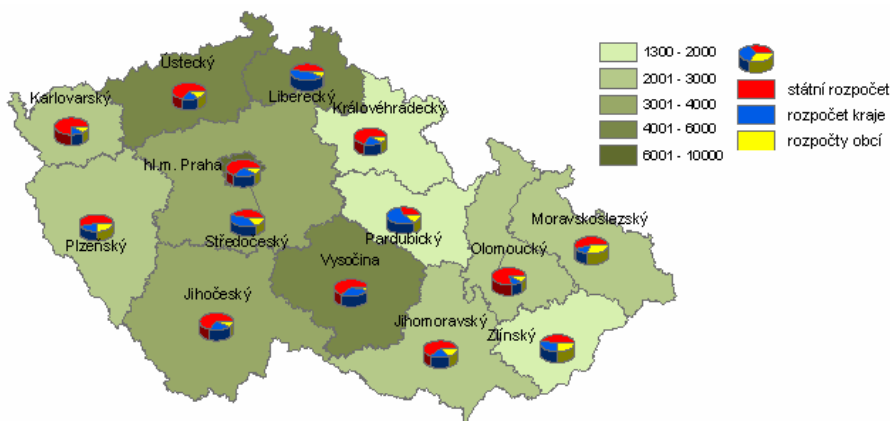 Ústecký
Karlovarský
Liberecký
Královéhradecký
hl.m. Praha
Středočeský
Plzeňský
Pardubický
Vysočina
Jihočeský
Jihomoravský
Olomoucký
Moravskoslezský
Zlínský
1300 - 2000
2001 - 3000
3001 - 4000
4001 - 6000
6001 - 10000
státní rozpočet
rozpočet kraje
rozpočty obcí